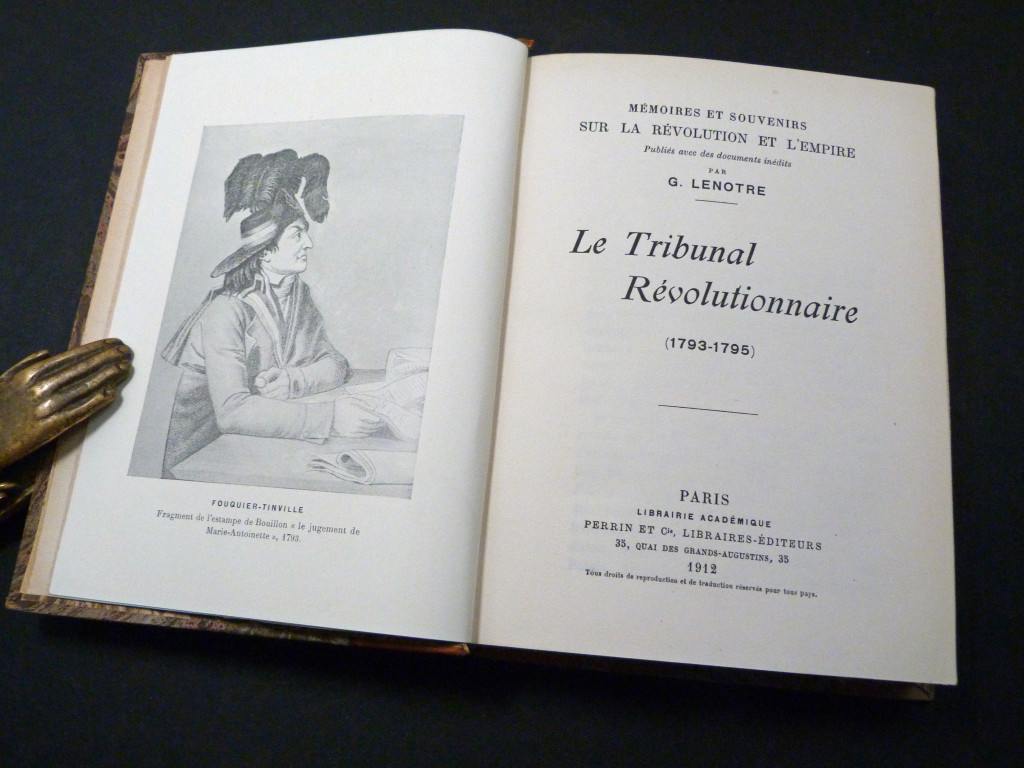 FOUQUIER-TINVILLE
Fragment de l'estampe de Bouillon « le jugement de
Marie-Antoinette », 1793.
MÉMOIRES ET SOUVENIRS
SUR LA RÉVOLUTION ET L'EMPIRE
Publiés avec des documents inédits
PAR
G. LENOTRE
Le Tribunal
Révolutionnaire
(1793-1795)
PARIS
LIBRAIRIE ACADÉMIQUE
PERRIN ET Cie, LIBRAIRES-ÉDITEURS
35, QUAI DES GRANDS-AUGUSTINS, 35
1912
Tous droits de reproduction et de traduction réservés pour tous pays.